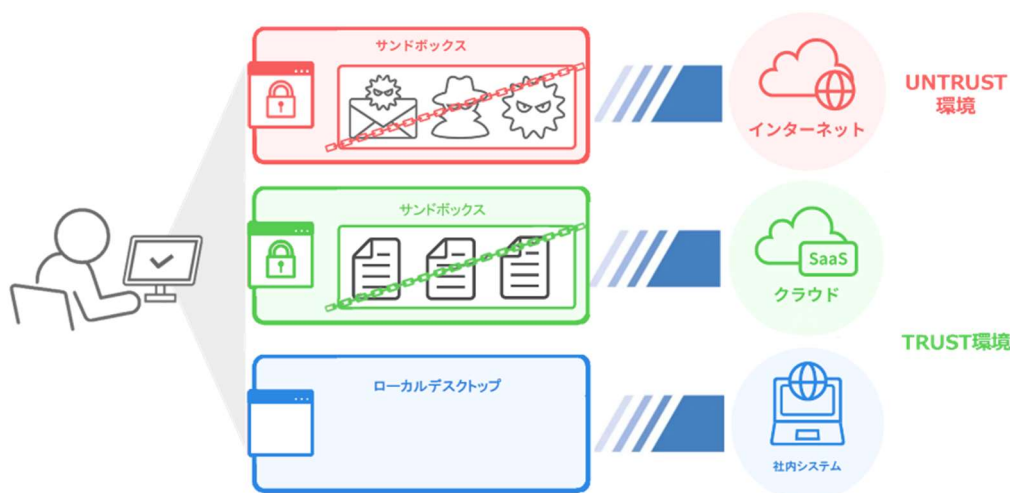 サンドボックス
インターネット
UNTRUST
環境
サンドボックス
SaaS
クラウド
TRUST環境
ローカルデスクトップ
社内システム